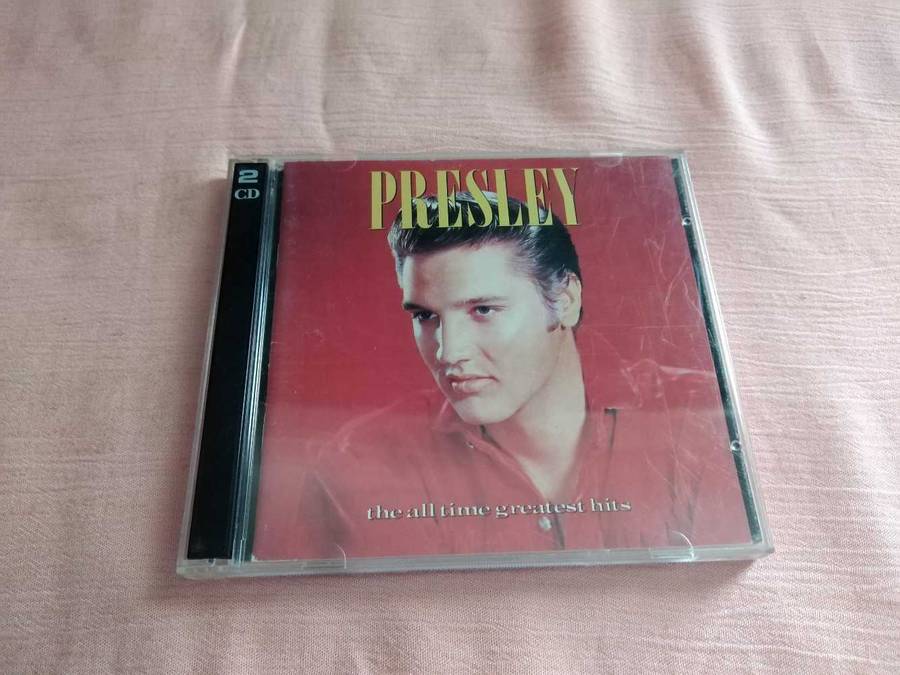 2
CD
PRESLEY
the all time greatest hits